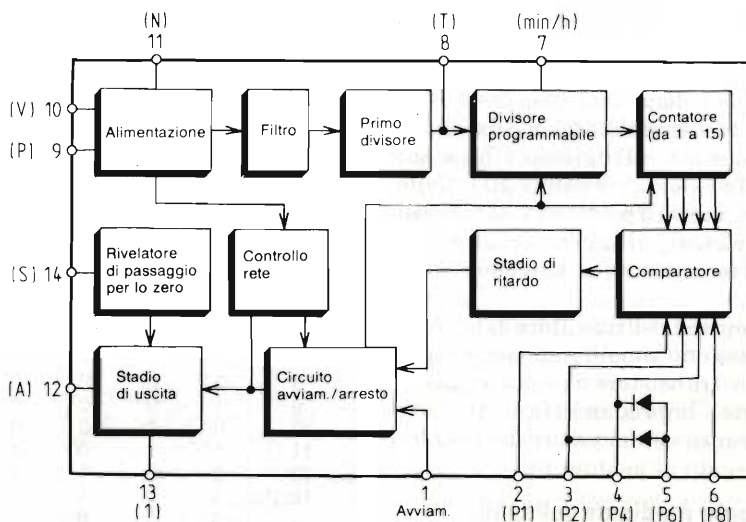 (N) (T) (min/h)
11 8 7
(V) 10
(P) 9
Alimentazione
Filtro
Primo
divisore
Divisore
programmabile
Contatore
(da 1 a 15)
(S) 14
Rivelatore
di passaggio
per lo zero
Controllo
rete
Stadio di
ritardo
Comparatore
(A) 12
Stadio
di uscita
Circuito
avviam./arresto
13 1 2 3 4 5 6
(1) Avviam. (P1) (P2) (P4) (P6) (P8)